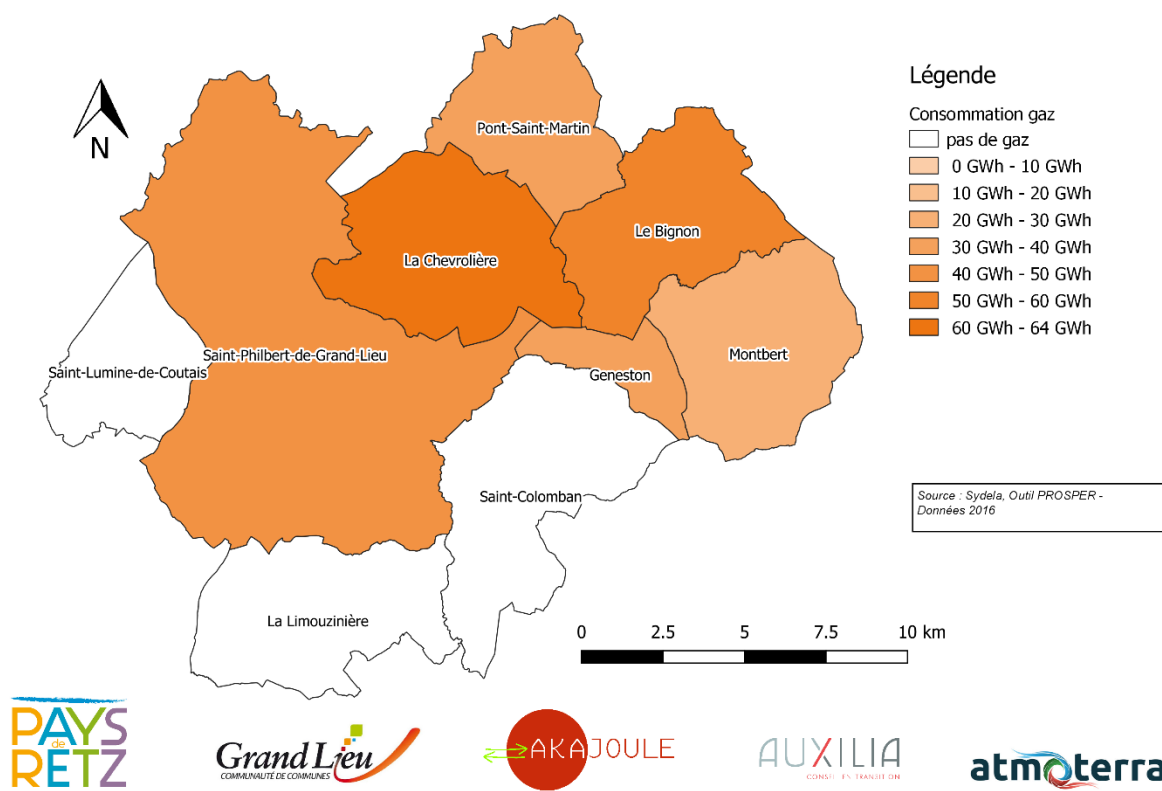 Légende
Consommation gaz
pas de gaz
0 GWh - 10 GWh
10 GWh - 20 GWh
20 GWh - 30 GWh
30 GWh - 40 GWh
40 GWh - 50 GWh
50 GWh - 60 GWh
60 GWh - 64 GWh
N
Pont-Saint-Martin
Le Bignon
La Chevrolière
Saint-Philbert-de-Grand-Lieu
Montbert
Saint-Lumine-de-Coutais
Geneston
Saint-Colomban
La Limouzinière
Source : Sydela, Outil PROSPER -
Données 2016
0 2.5 5 7.5 10 km
PAYS
de
RETZ
Grand Lieu
COMMUNAUTÉ DE COMMUNES
AKAJOULE
AUXILIA
CONSEIL EN TRANSITION
atmoterra